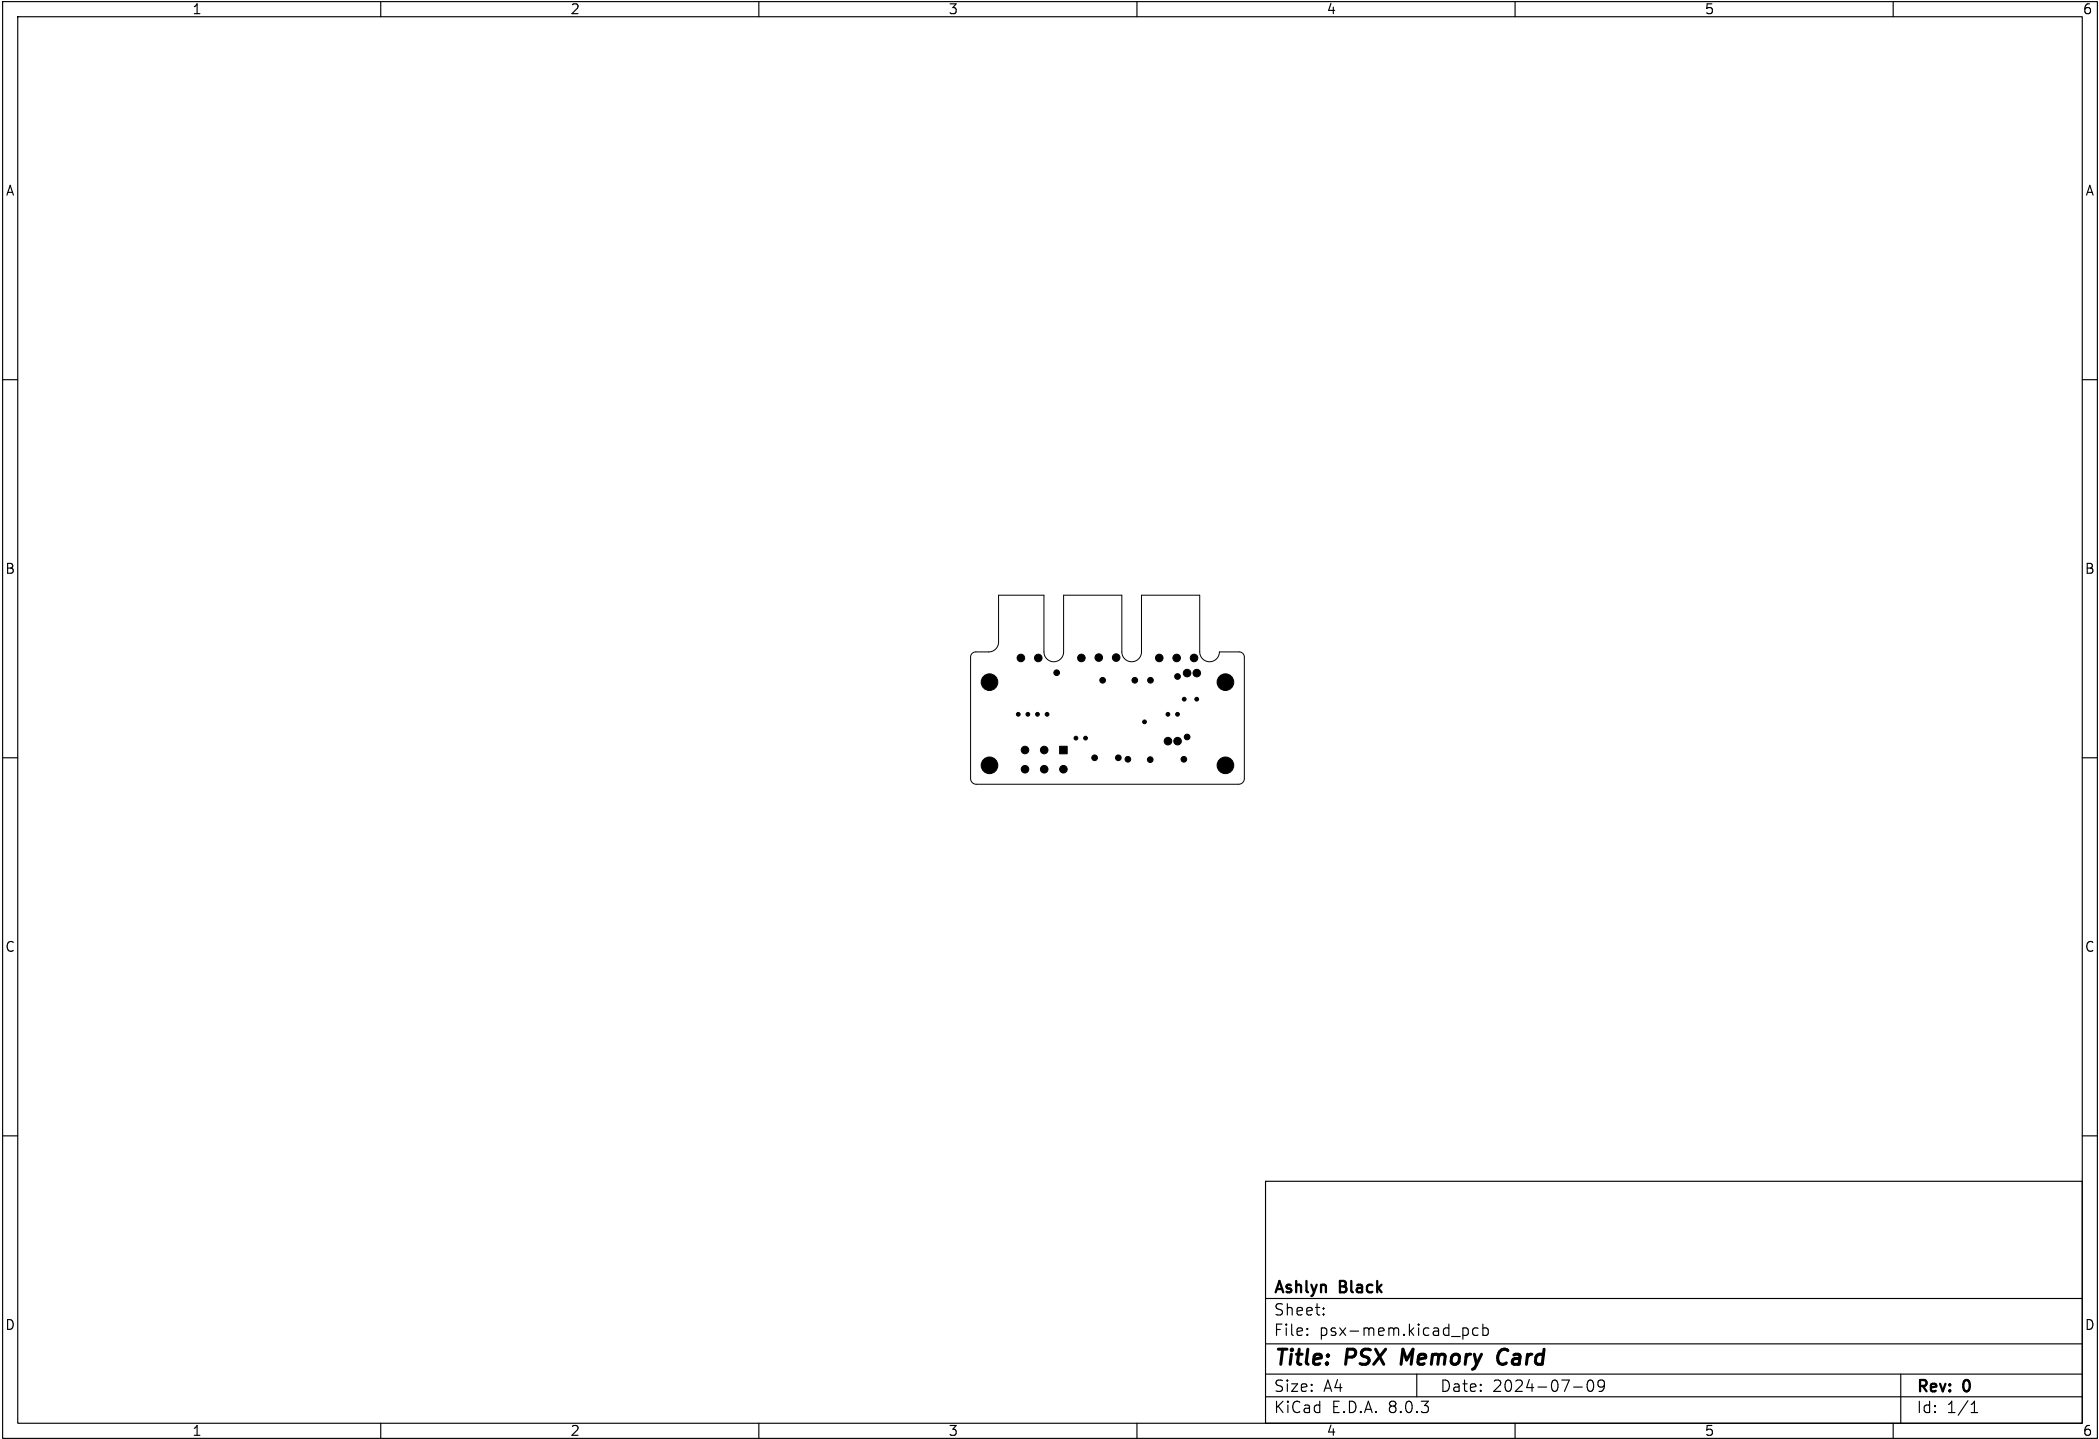 1 2 3 4 5 6
A A
B B
C C
Ashlyn Black
Sheet:
D File: psx-mem.kicad_pcb D
Title: PSX Memory Card
Size: A4 Date: 2024-07-09 Rev: 0
KiCad E.D.A. 8.0.3 Id: 1/1
1 2 3 4 5 6